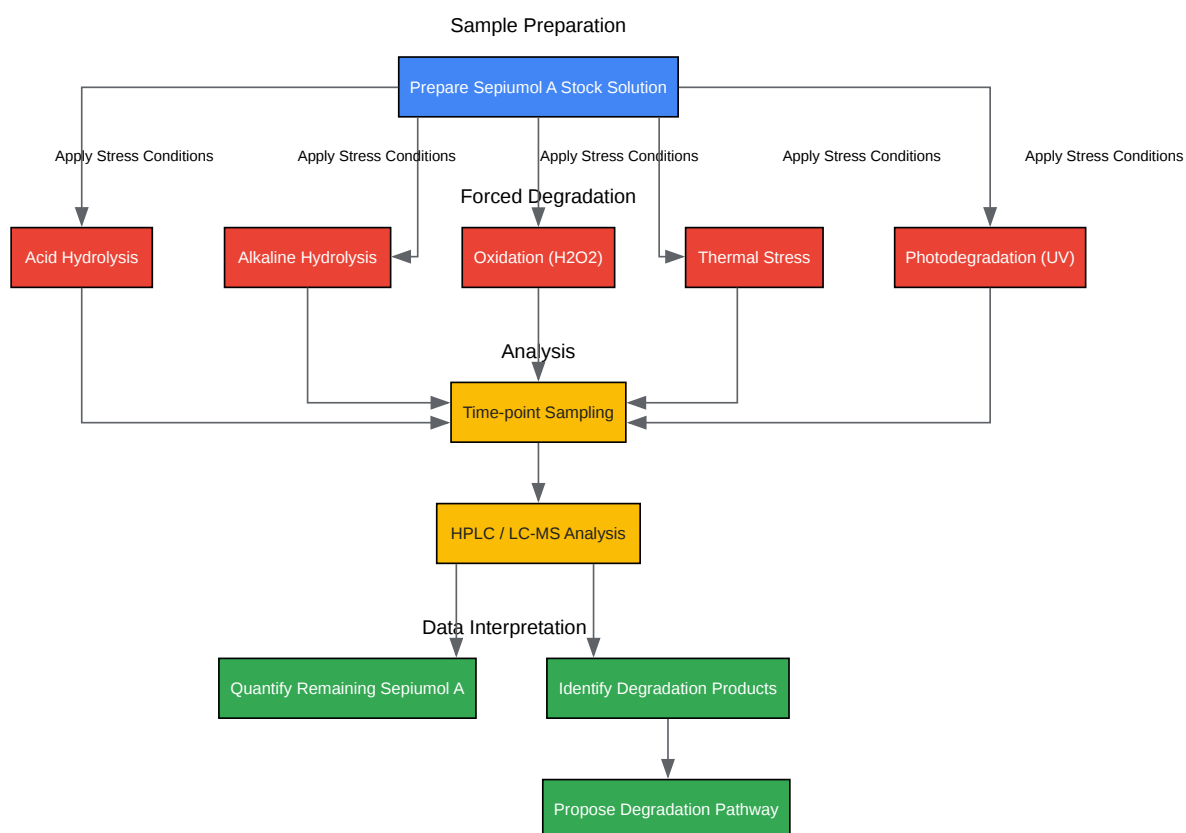 Sample Preparation
Prepare Sepiumol A Stock Solution
Apply Stress Conditions
Apply Stress Conditions
Apply Stress Conditions
Apply Stress Conditions
Apply Stress Conditions
Forced Degradation
Acid Hydrolysis
Alkaline Hydrolysis
Oxidation (H2O2)
Thermal Stress
Photodegradation (UV)
Analysis
Time-point Sampling
HPLC / LC-MS Analysis
Data Interpretation
Quantify Remaining Sepiumol A
Identify Degradation Products
Propose Degradation Pathway